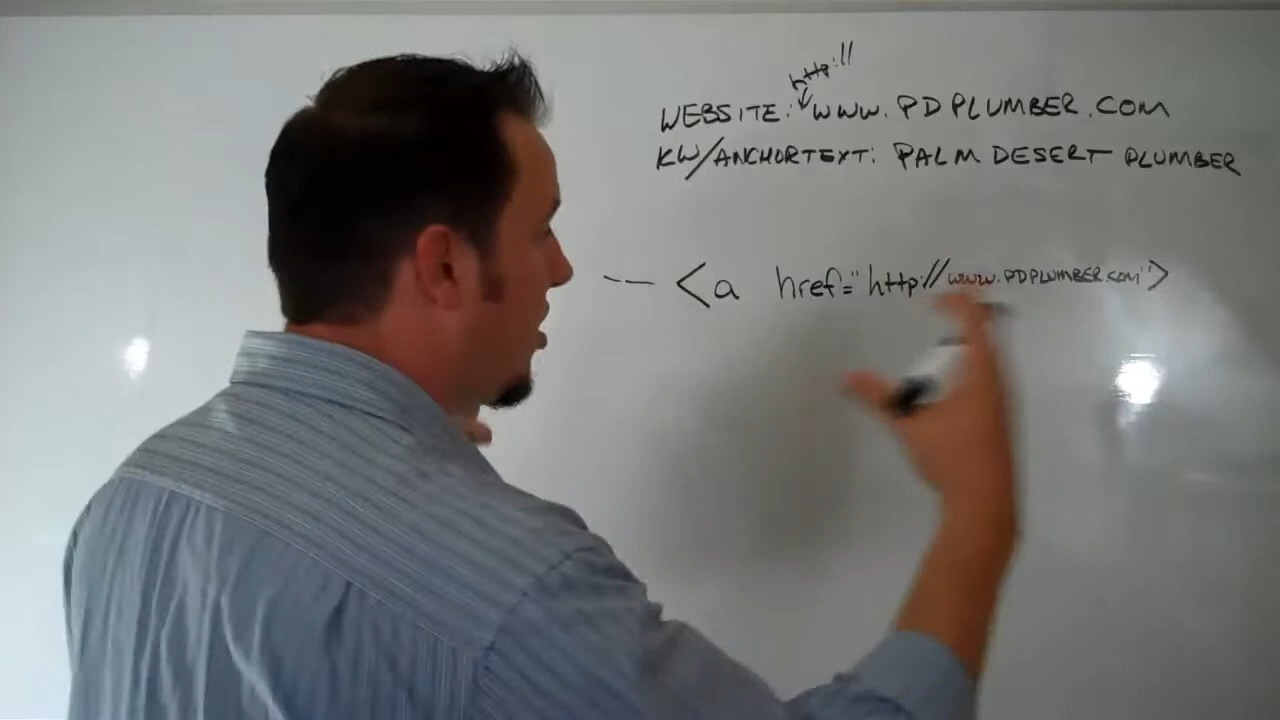 http://
WEBSITE: WWW.PDPLUMBER.COM
KW/ANCHORTEXT: PALM DESERT PLUMBER
-- <a href="http://www.PDPLUMBER.COM">